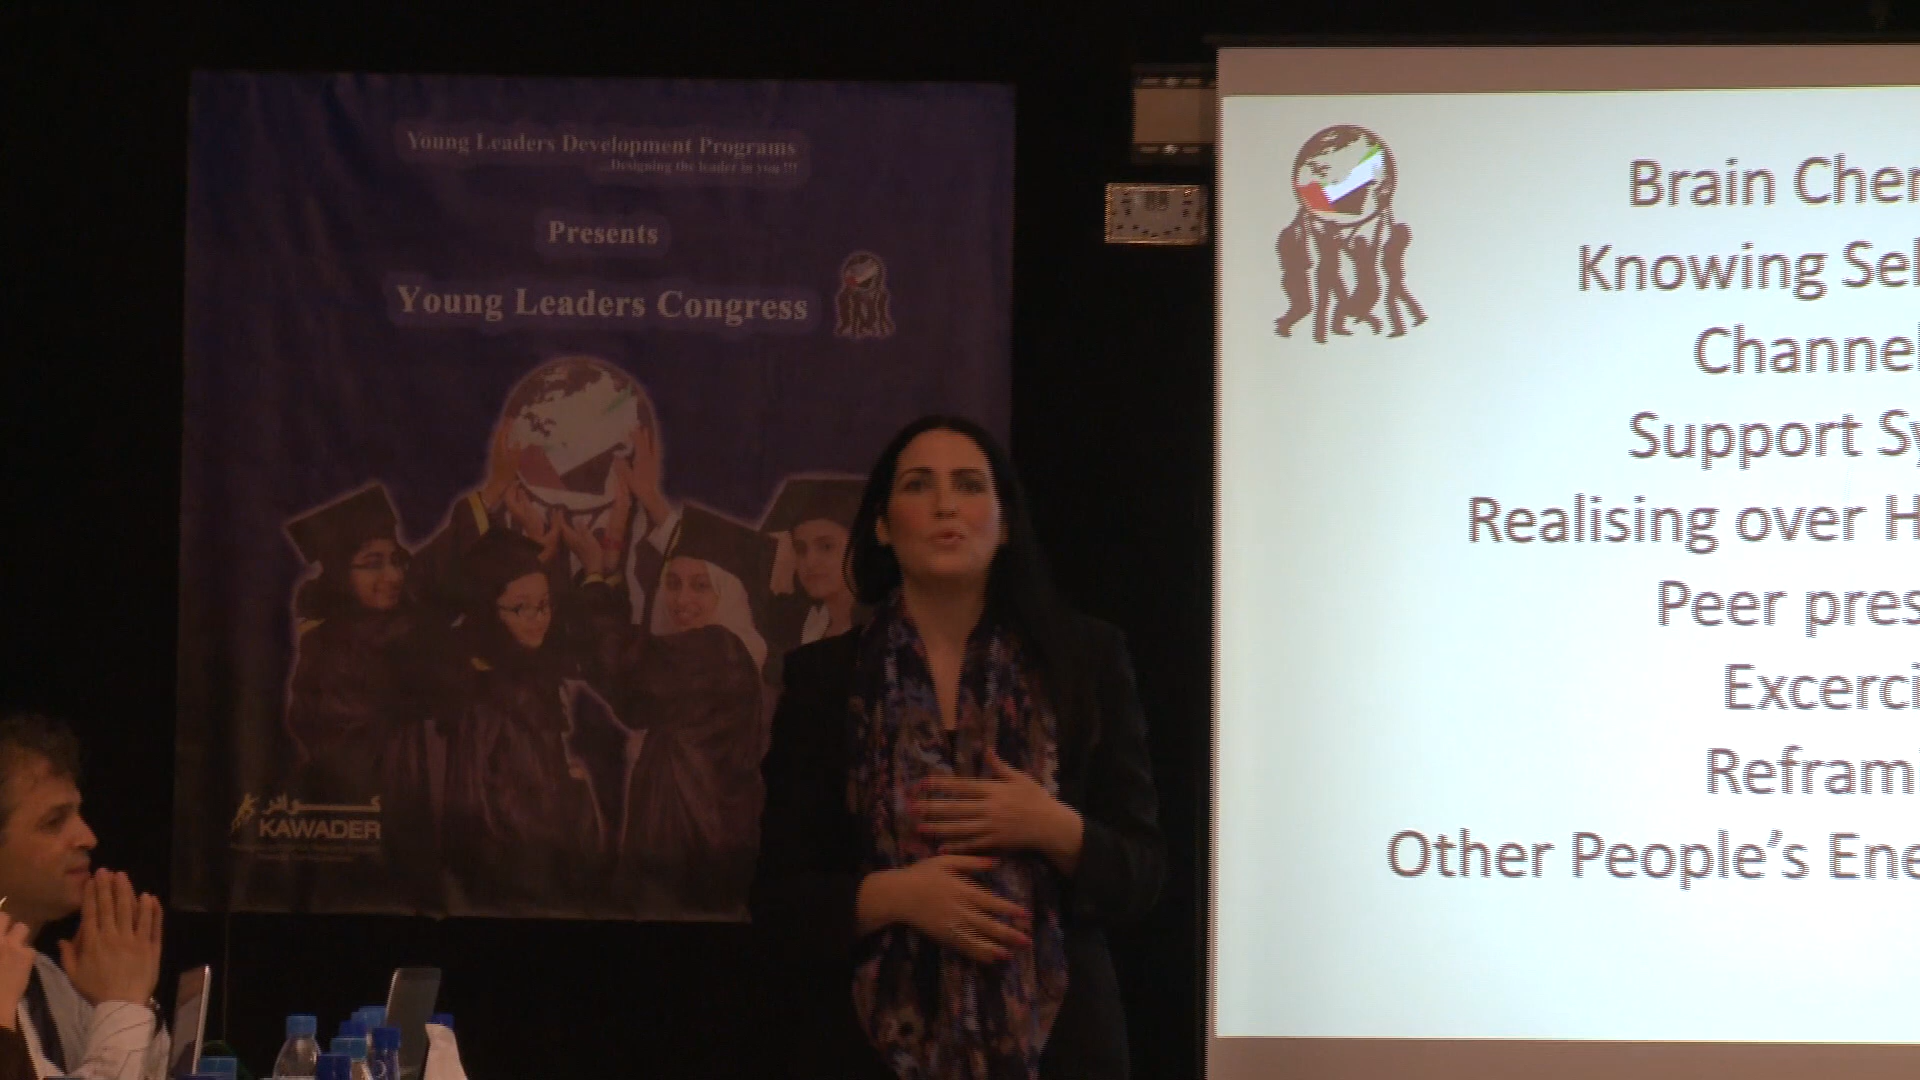 Young Leaders Development Programs
...Designing the leader in you !!!
Presents
Young Leaders Congress
كوادر
KAWADER
Brain Cher
Knowing Sel
Channel
Support Sy
Realising over H
Peer pres
Excerci
Refram
Other People's Ene